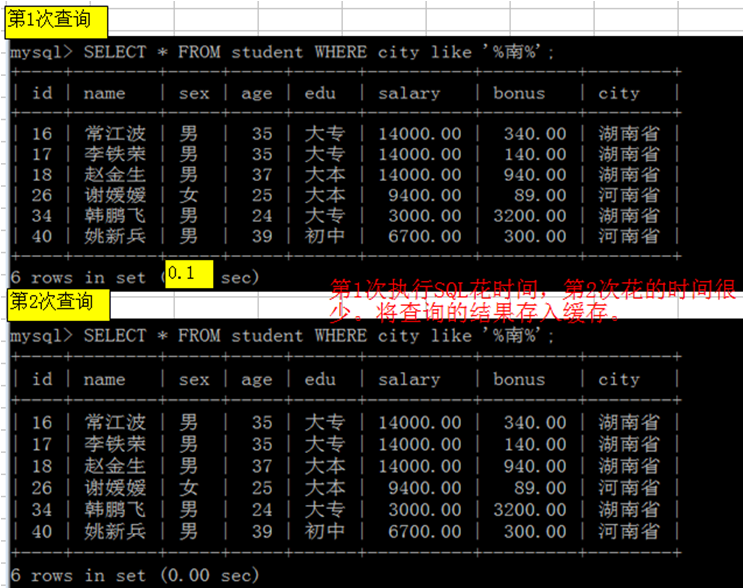 第1次查询
mysql> SELECT * FROM student WHERE city like '%南%';
| id | name | sex | age | edu | salary | bonus | city |
| 16 | 常江波 | 男 | 35 | 大专 | 14000.00 | 340.00 | 湖南省 |
| 17 | 李铁荣 | 男 | 35 | 大专 | 14000.00 | 140.00 | 湖南省 |
| 18 | 赵金生 | 男 | 37 | 大本 | 14000.00 | 940.00 | 湖南省 |
| 26 | 谢媛媛 | 女 | 25 | 大本 | 9400.00 | 89.00 | 河南省 |
| 34 | 韩鹏飞 | 男 | 24 | 大专 | 3000.00 | 3200.00 | 湖南省 |
| 40 | 姚新兵 | 男 | 39 | 初中 | 6700.00 | 300.00 | 河南省 |
6 rows in set (0.1 sec)
第1次执行SQL花时间，第2次花的时间很
少。将查询的结果存入缓存。
第2次查询
mysql> SELECT * FROM student WHERE city like '%南%';
| id | name | sex | age | edu | salary | bonus | city |
| 16 | 常江波 | 男 | 35 | 大专 | 14000.00 | 340.00 | 湖南省 |
| 17 | 李铁荣 | 男 | 35 | 大专 | 14000.00 | 140.00 | 湖南省 |
| 18 | 赵金生 | 男 | 37 | 大本 | 14000.00 | 940.00 | 湖南省 |
| 26 | 谢媛媛 | 女 | 25 | 大本 | 9400.00 | 89.00 | 河南省 |
| 34 | 韩鹏飞 | 男 | 24 | 大专 | 3000.00 | 3200.00 | 湖南省 |
| 40 | 姚新兵 | 男 | 39 | 初中 | 6700.00 | 300.00 | 河南省 |
6 rows in set (0.00 sec)